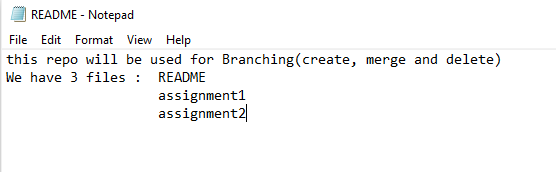 README - Notepad
File Edit Format View Help
this repo will be used for Branching(create, merge and delete)
We have 3 files :  README
                   assignment1
                   assignment2